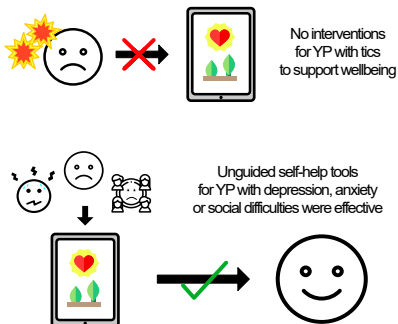 No interventions
for YP with tics
to support wellbeing
Unguided self-help tools
for YP with depression, anxiety
or social difficulties were effective